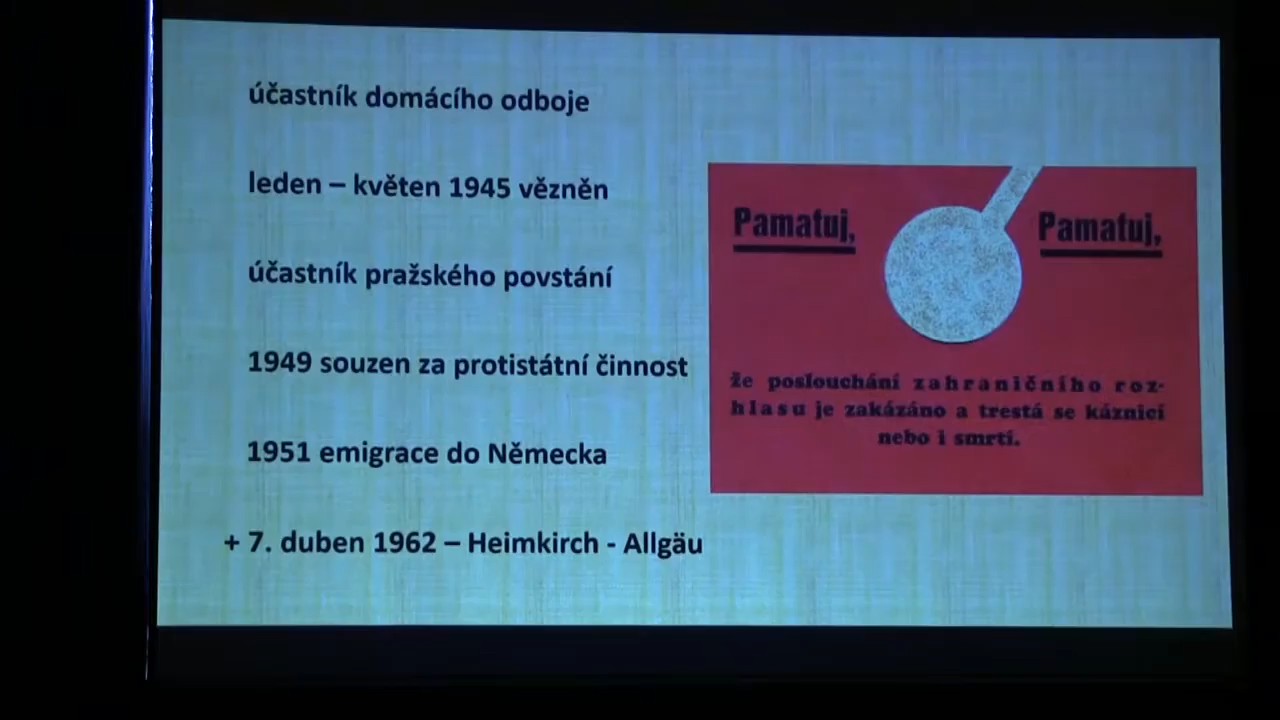 účastník domácího odboje
leden – květen 1945 vězněn
účastník pražského povstání
1949 souzen za protistátní činnost
1951 emigrace do Německa
+ 7. duben 1962 – Heimkirch - Allgäu
Pamatuj,
Pamatuj,
že poslouchání zahraničního roz-
hlasu je zakázáno a trestá se káznicí
nebo i smrtí.